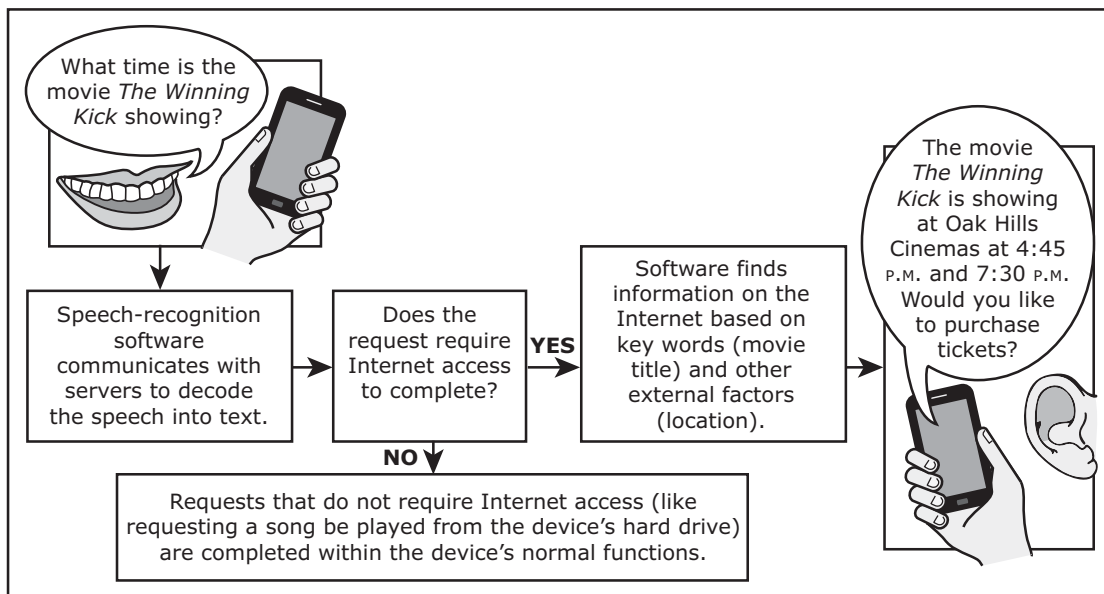 What time is the
movie The Winning
Kick showing?
Speech-recognition
software
communicates with
servers to decode
the speech into text.
Does the
request require
Internet access
to complete?
YES
Software finds
information on the
Internet based on
key words (movie
title) and other
external factors
(location).
The movie
The Winning
Kick is showing
at Oak Hills
Cinemas at 4:45
P.M. and 7:30 P.M.
Would you like
to purchase
tickets?
NO
Requests that do not require Internet access (like
requesting a song be played from the device’s hard drive)
are completed within the device’s normal functions.